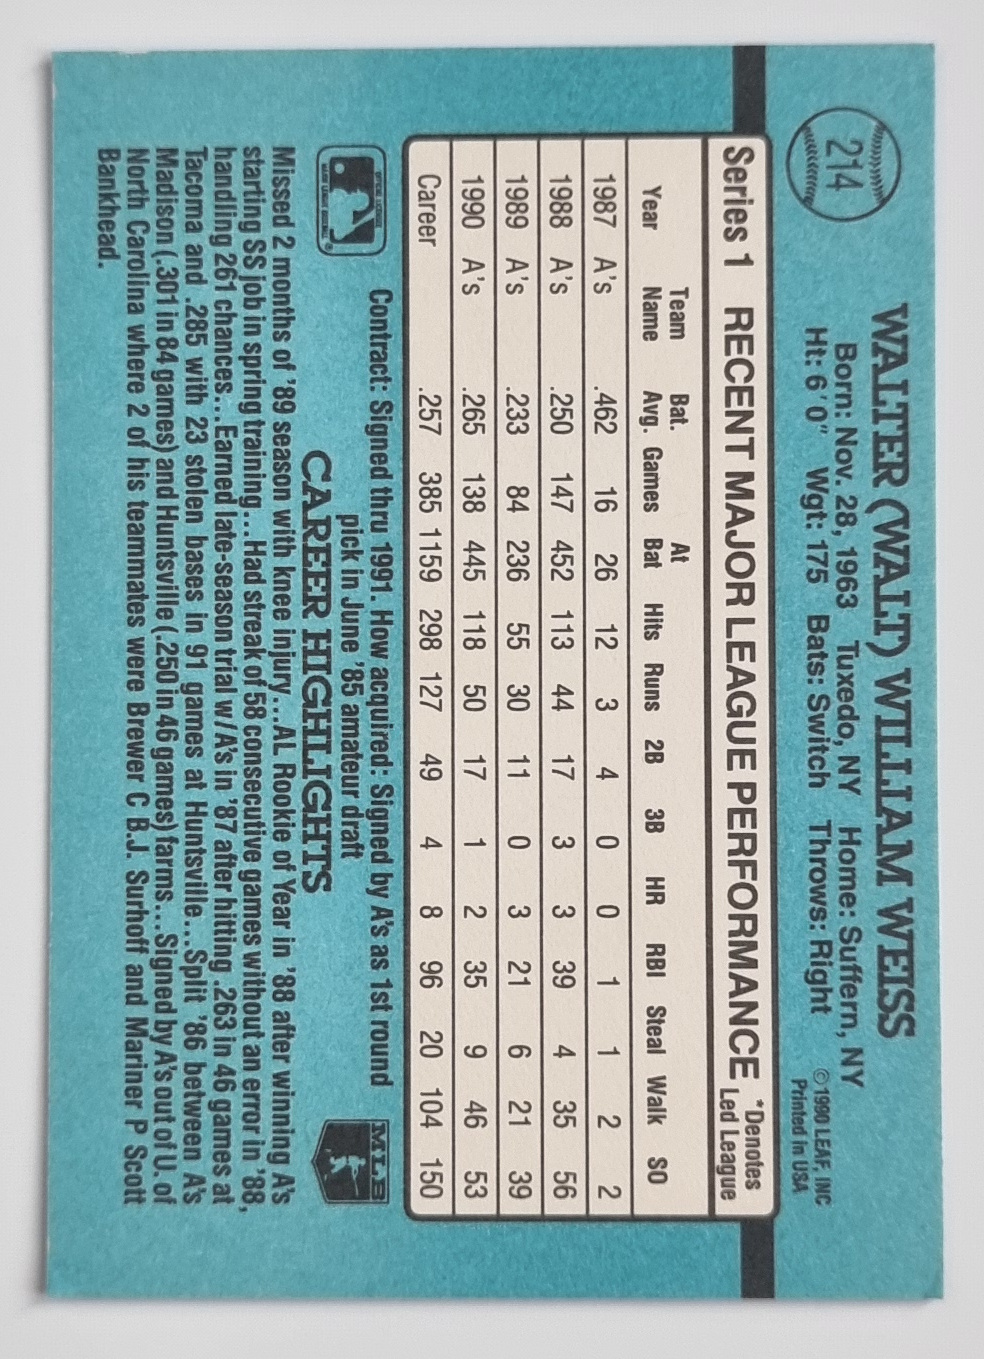 214
WALTER (WALT) WILLIAM WEISS
Born: Nov. 28, 1963 Tuxedo, NY Home: Suffern, NY
Ht: 6'0" Wgt: 175 Bats: Switch Throws: Right
©1990 LEAF, INC
Printed in USA
Series 1 RECENT MAJOR LEAGUE PERFORMANCE *Denotes Led League
Year Team Name Bat. Avg. Games At Bat Hits Runs 2B 3B HR RBI Steal Walk SO
1987 A's .462 16 26 12 3 4 0 0 1 1 2 2
1988 A's .250 147 452 113 44 17 3 3 39 4 35 56
1989 A's .233 84 236 55 30 11 0 3 21 6 21 39
1990 A's .265 138 445 118 50 17 1 2 35 9 46 53
Career .257 385 1159 298 127 49 4 8 96 20 104 150
Contract: Signed thru 1991. How acquired: Signed by A's as 1st round
pick in June '85 amateur draft
CAREER HIGHLIGHTS
MLB
Missed 2 months of '89 season with knee injury...AL Rookie of Year in '88 after winning A's
starting SS job in spring training...Had streak of 58 consecutive games without an error in '88,
handling 261 chances...Earned late-season trial w/A's in '87 after hitting .263 in 46 games at
Tacoma and .285 with 23 stolen bases in 91 games at Huntsville...Split '86 between A's
Madison (.301 in 84 games) and Huntsville (.250 in 46 games) farms...Signed by A's out of U. of
North Carolina where 2 of his teammates were Brewer C B.J. Surhoff and Mariner P Scott
Bankhead.